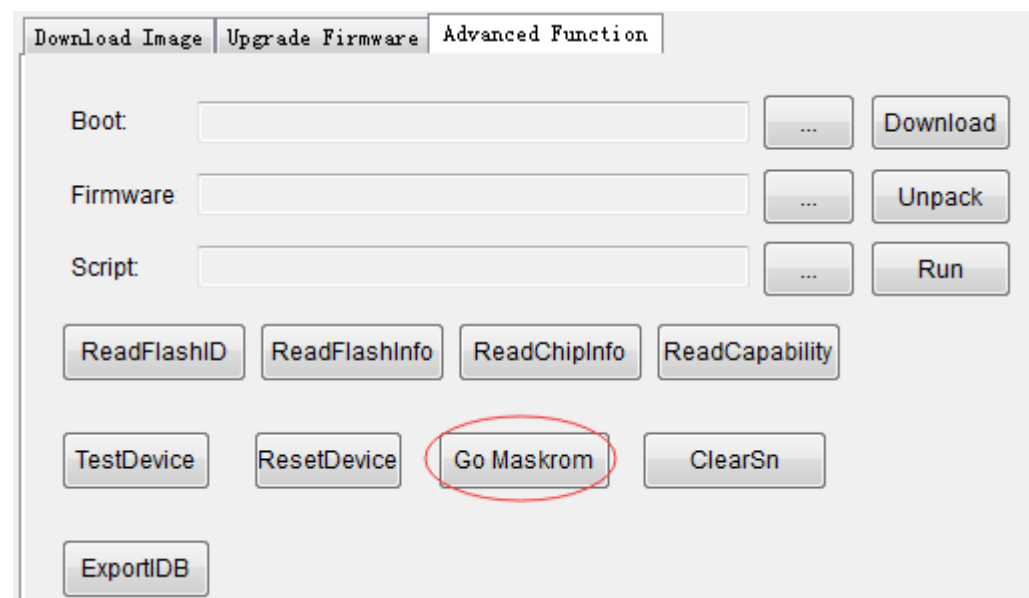 Download Image Upgrade Firmware Advanced Function
Boot: ... Download
Firmware ... Unpack
Script: ... Run
ReadFlashID ReadFlashInfo ReadChipInfo ReadCapability
TestDevice ResetDevice Go Maskrom ClearSn
ExportIDB